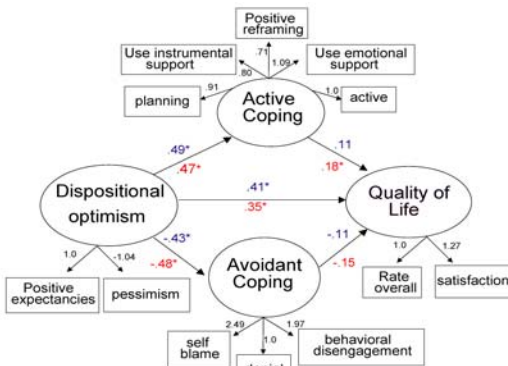 Positive
reframing
Use instrumental
support
Use emotional
support
.71
.80
1.09
planning
.91
Active
Coping
1.0
active
.49*
.47*
.11
.18*
Dispositional
optimism
.41*
.35*
Quality of
Life
-.43*
-.48*
-.11
-.15
1.0
-1.04
Avoidant
Coping
1.0
1.27
Positive
expectancies
pessimism
Rate
overall
satisfaction
2.49
1.0
1.97
self
blame
behavioral
disengagement